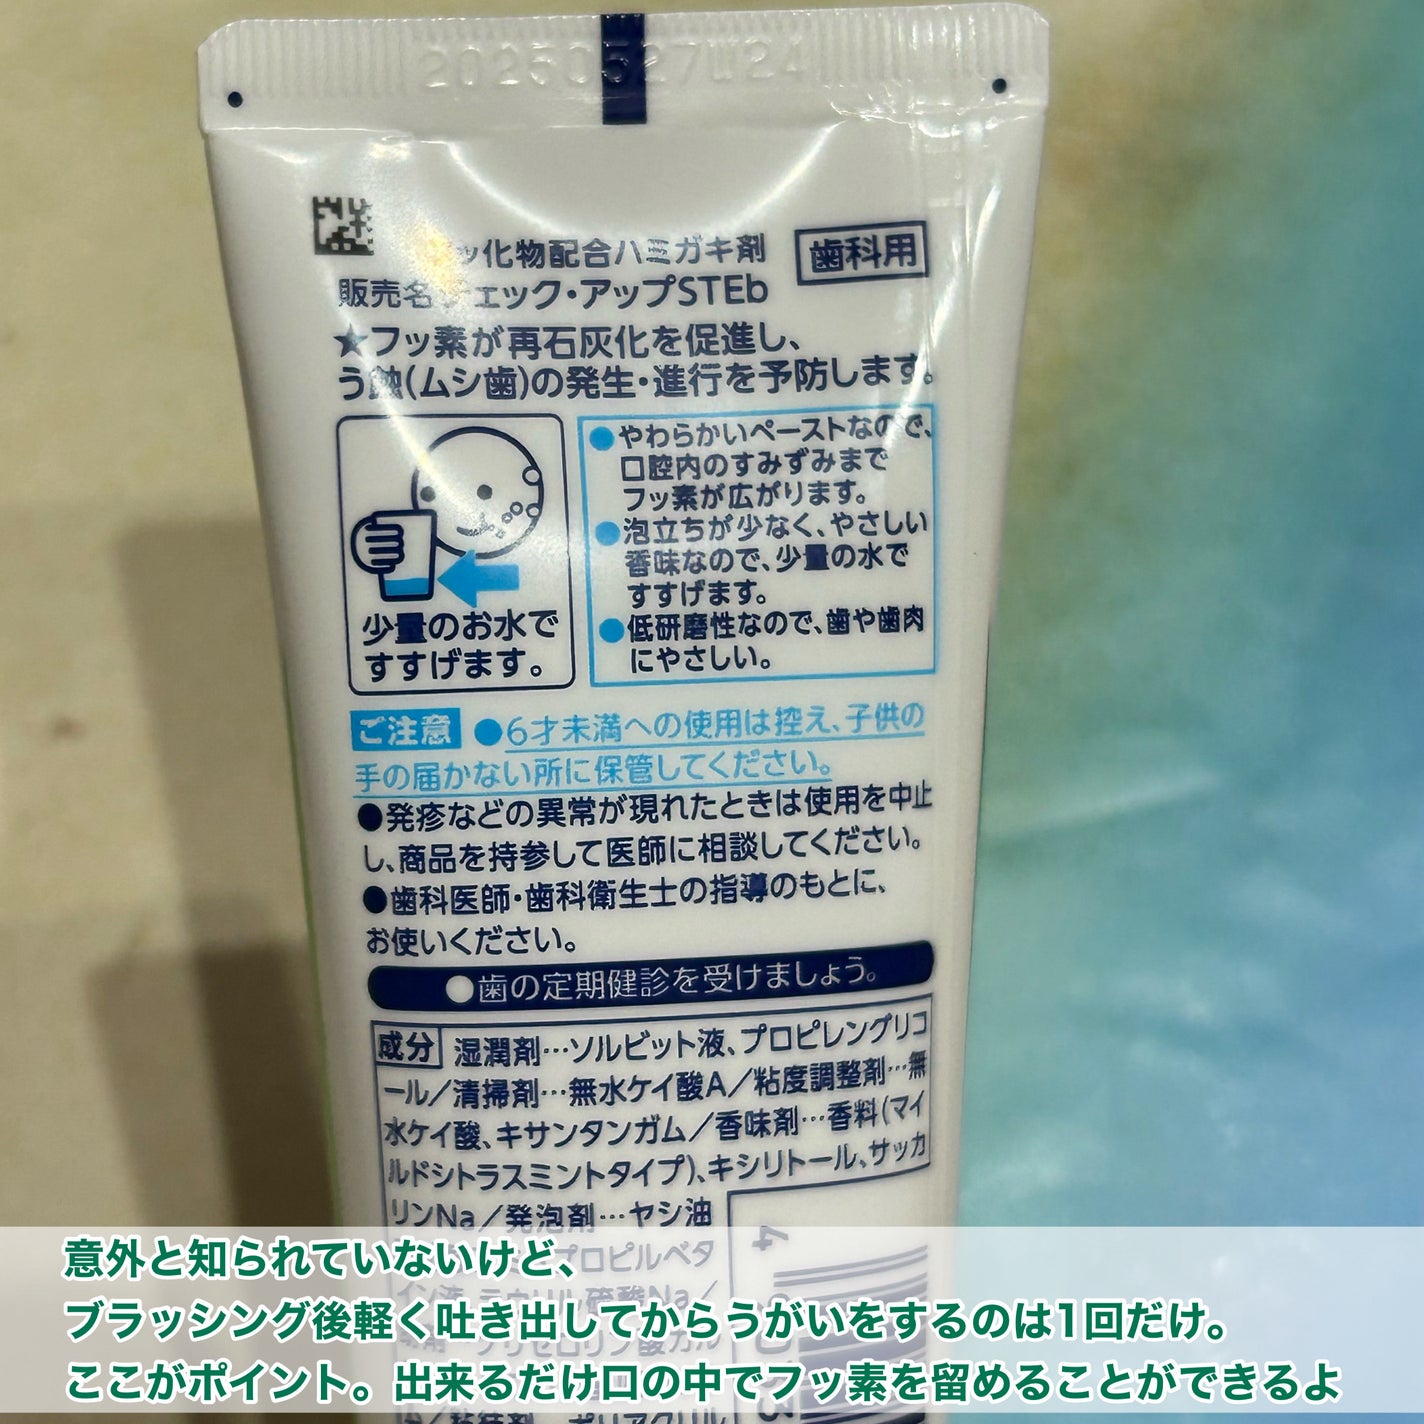 20250527W24
ッ化物配合ハミガキ剤
歯科用
販売名 チェック・アップSTEb
★フッ素が再石灰化を促進し、
う蝕(ムシ歯)の発生・進行を予防します。
少量のお水で
すすげます。
●やわらかいペーストなので、
口腔内のすみずみまで
フッ素が広がります。
●泡立ちが少なく、やさしい
香味なので、少量の水で
すすげます。
●低研磨性なので、歯や歯肉
にやさしい。
ご注意 ●6才未満への使用は控え、子供の
手の届かない所に保管してください。
●発疹などの異常が現れたときは使用を中止
し、商品を持参して医師に相談してください。
●歯科医師・歯科衛生士の指導のもとに、
お使いください。
●歯の定期健診を受けましょう。
成分 湿潤剤…ソルビット液、プロピレングリコ
ール/清掃剤…無水ケイ酸A/粘度調整剤…無
水ケイ酸、キサンタンガム/香味剤…香料(マイ
ルドシトラスミントタイプ)、キシリトール、サッカ
リンNa/発泡剤…ヤシ油
プロピルベタ
意外と知られていないけど、
ブラッシング後軽く吐き出してからうがいをするのは1回だけ。
ここがポイント。出来るだけ口の中でフッ素を留めることができるよ